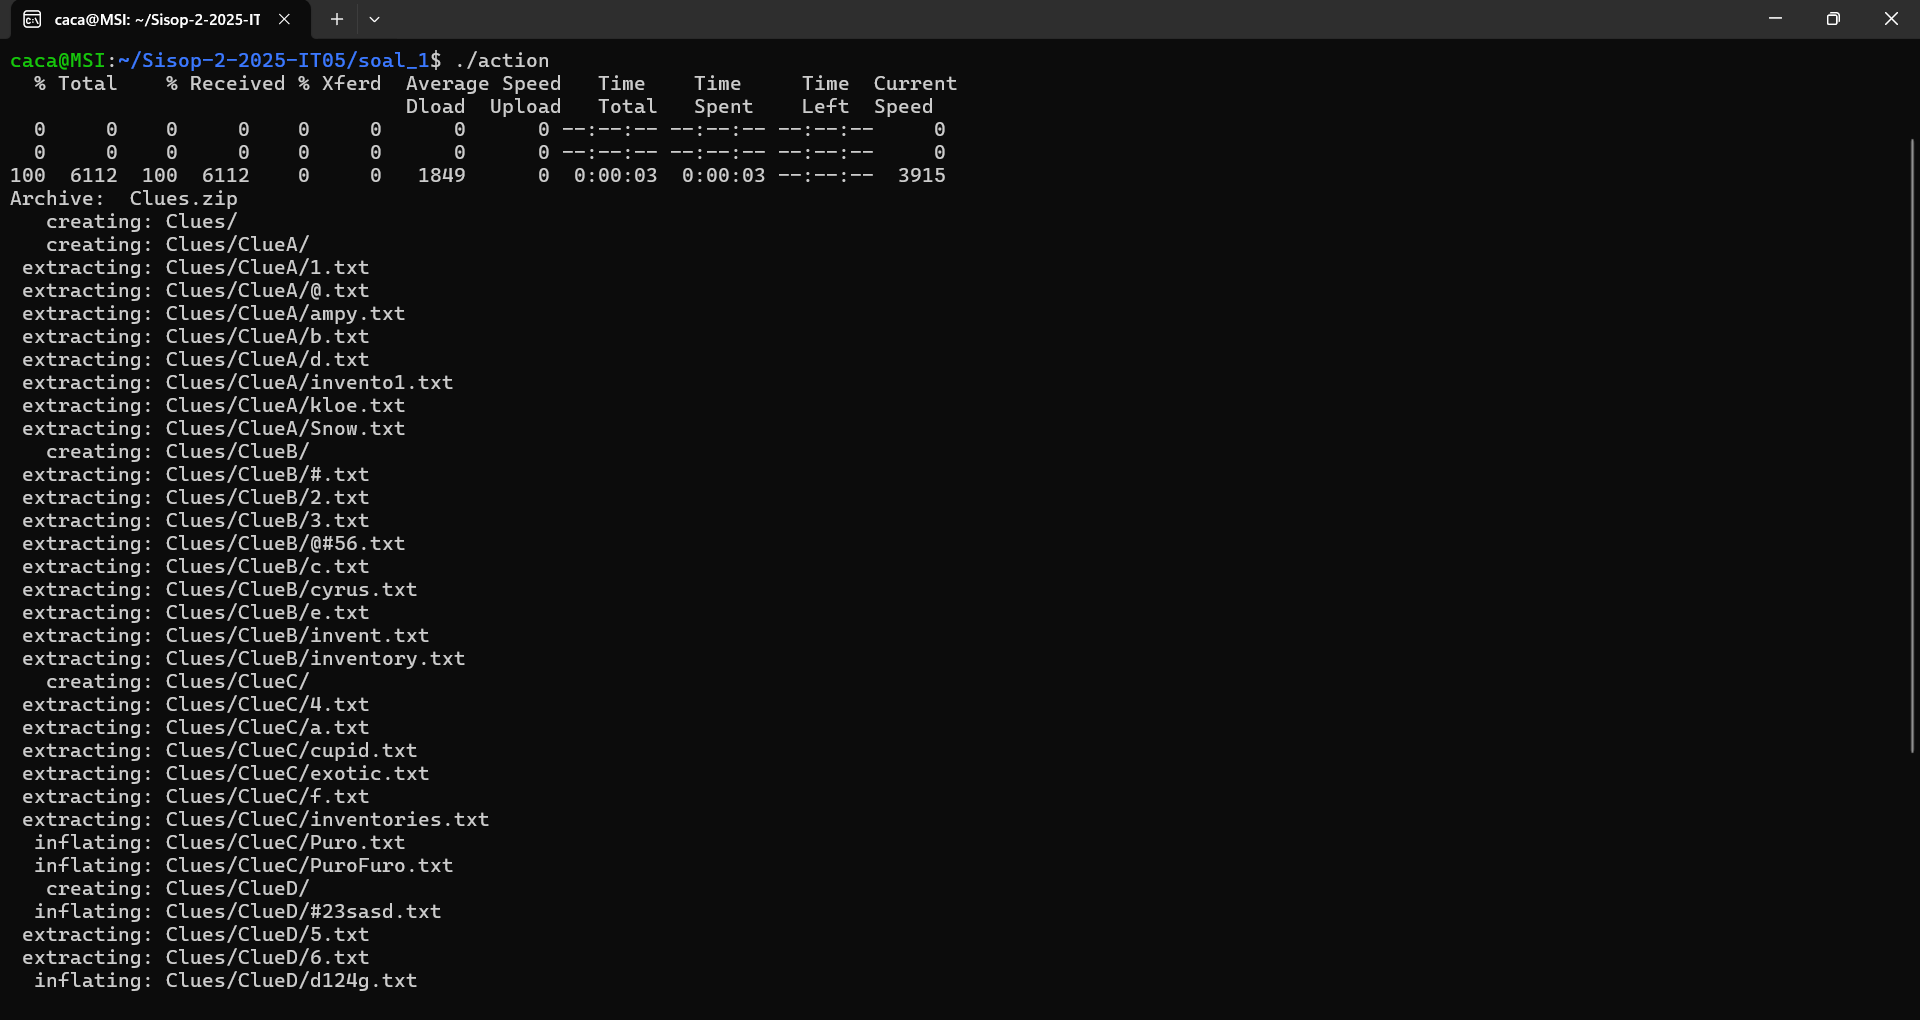 caca@MSI: ~/Sisop-2-2025-IT
caca@MSI:~/Sisop-2-2025-IT05/soal_1$ ./action
  % Total    % Received % Xferd  Average Speed   Time    Time     Time  Current
                                 Dload  Upload   Total   Spent    Left  Speed
  0     0    0     0    0     0      0      0 --:--:-- --:--:-- --:--:--     0
  0     0    0     0    0     0      0      0 --:--:-- --:--:-- --:--:--     0
100  6112  100  6112    0     0   1849      0  0:00:03  0:00:03 --:--:--  3915
Archive:  Clues.zip
   creating: Clues/
   creating: Clues/ClueA/
 extracting: Clues/ClueA/1.txt
 extracting: Clues/ClueA/@.txt
 extracting: Clues/ClueA/ampy.txt
 extracting: Clues/ClueA/b.txt
 extracting: Clues/ClueA/d.txt
 extracting: Clues/ClueA/invento1.txt
 extracting: Clues/ClueA/kloe.txt
 extracting: Clues/ClueA/Snow.txt
   creating: Clues/ClueB/
 extracting: Clues/ClueB/#.txt
 extracting: Clues/ClueB/2.txt
 extracting: Clues/ClueB/3.txt
 extracting: Clues/ClueB/@#56.txt
 extracting: Clues/ClueB/c.txt
 extracting: Clues/ClueB/cyrus.txt
 extracting: Clues/ClueB/e.txt
 extracting: Clues/ClueB/invent.txt
 extracting: Clues/ClueB/inventory.txt
   creating: Clues/ClueC/
 extracting: Clues/ClueC/4.txt
 extracting: Clues/ClueC/a.txt
 extracting: Clues/ClueC/cupid.txt
 extracting: Clues/ClueC/exotic.txt
 extracting: Clues/ClueC/f.txt
 extracting: Clues/ClueC/inventories.txt
  inflating: Clues/ClueC/Puro.txt
  inflating: Clues/ClueC/PuroFuro.txt
   creating: Clues/ClueD/
  inflating: Clues/ClueD/#23sasd.txt
 extracting: Clues/ClueD/5.txt
 extracting: Clues/ClueD/6.txt
  inflating: Clues/ClueD/d124g.txt